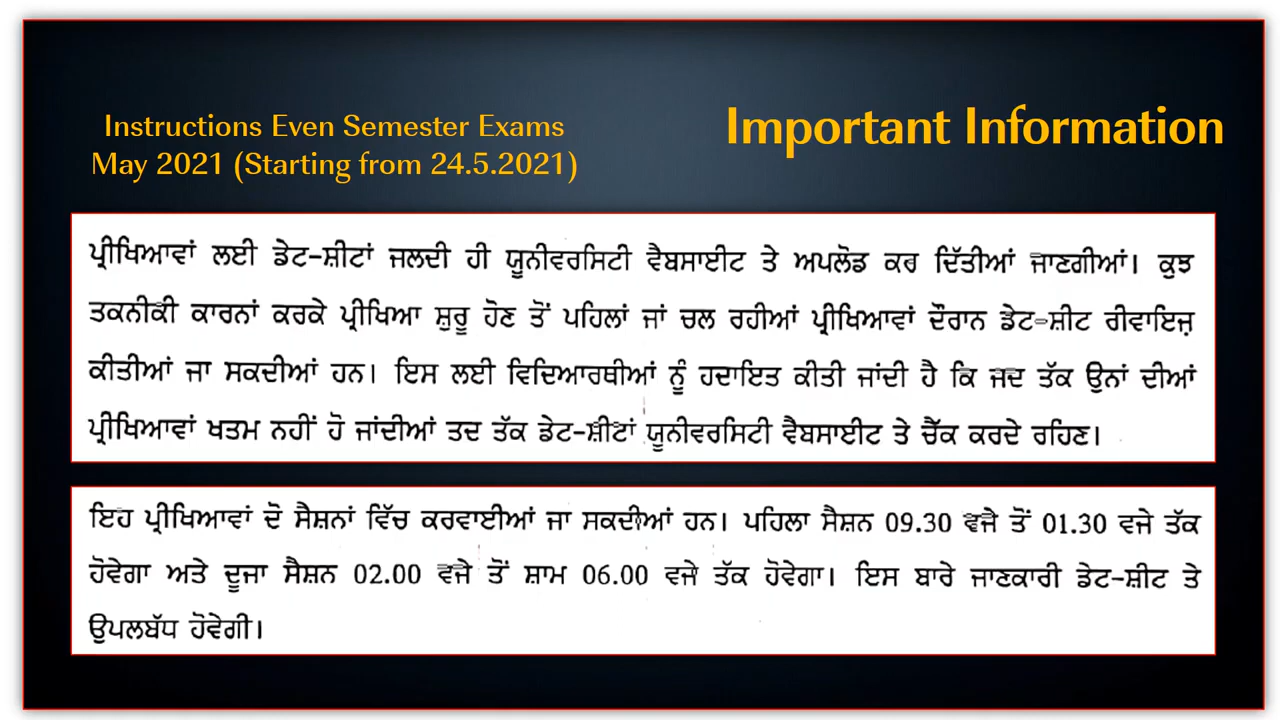 Instructions Even Semester Exams
May 2021 (Starting from 24.5.2021)
Important Information
ਪ੍ਰੀਖਿਆਵਾਂ ਲਈ ਡੇਟ-ਸ਼ੀਟਾਂ ਜਲਦੀ ਹੀ ਯੂਨੀਵਰਸਿਟੀ ਵੈਬਸਾਈਟ ਤੇ ਅਪਲੋਡ ਕਰ ਦਿੱਤੀਆਂ ਜਾਣਗੀਆਂ। ਕੁਝ
ਤਕਨੀਕੀ ਕਾਰਨਾਂ ਕਰਕੇ ਪ੍ਰੀਖਿਆ ਸ਼ੁਰੂ ਹੋਣ ਤੋਂ ਪਹਿਲਾਂ ਜਾਂ ਚਲ ਰਹੀਆਂ ਪ੍ਰੀਖਿਆਵਾਂ ਦੌਰਾਨ ਡੇਟ-ਸ਼ੀਟ ਰੀਵਾਇਜ਼
ਕੀਤੀਆਂ ਜਾ ਸਕਦੀਆਂ ਹਨ। ਇਸ ਲਈ ਵਿਦਿਆਰਥੀਆਂ ਨੂੰ ਹਦਾਇਤ ਕੀਤੀ ਜਾਂਦੀ ਹੈ ਕਿ ਜਦ ਤੱਕ ਉਨਾਂ ਦੀਆਂ
ਪ੍ਰੀਖਿਆਵਾਂ ਖਤਮ ਨਹੀਂ ਹੋ ਜਾਂਦੀਆਂ ਤਦ ਤੱਕ ਡੇਟ-ਸ਼ੀਟਾਂ ਯੂਨੀਵਰਸਿਟੀ ਵੈਬਸਾਈਟ ਤੇ ਚੈੱਕ ਕਰਦੇ ਰਹਿਣ।
ਇਹ ਪ੍ਰੀਖਿਆਵਾਂ ਦੋ ਸੈਸ਼ਨਾਂ ਵਿੱਚ ਕਰਵਾਈਆਂ ਜਾ ਸਕਦੀਆਂ ਹਨ। ਪਹਿਲਾ ਸੈਸ਼ਨ 09.30 ਵਜੇ ਤੋਂ 01.30 ਵਜੇ ਤੱਕ
ਹੋਵੇਗਾ ਅਤੇ ਦੂਜਾ ਸੈਸ਼ਨ 02.00 ਵਜੇ ਤੋਂ ਸ਼ਾਮ 06.00 ਵਜੇ ਤੱਕ ਹੋਵੇਗਾ। ਇਸ ਬਾਰੇ ਜਾਣਕਾਰੀ ਡੇਟ-ਸ਼ੀਟ ਤੇ
ਉਪਲਬੱਧ ਹੋਵੇਗੀ।